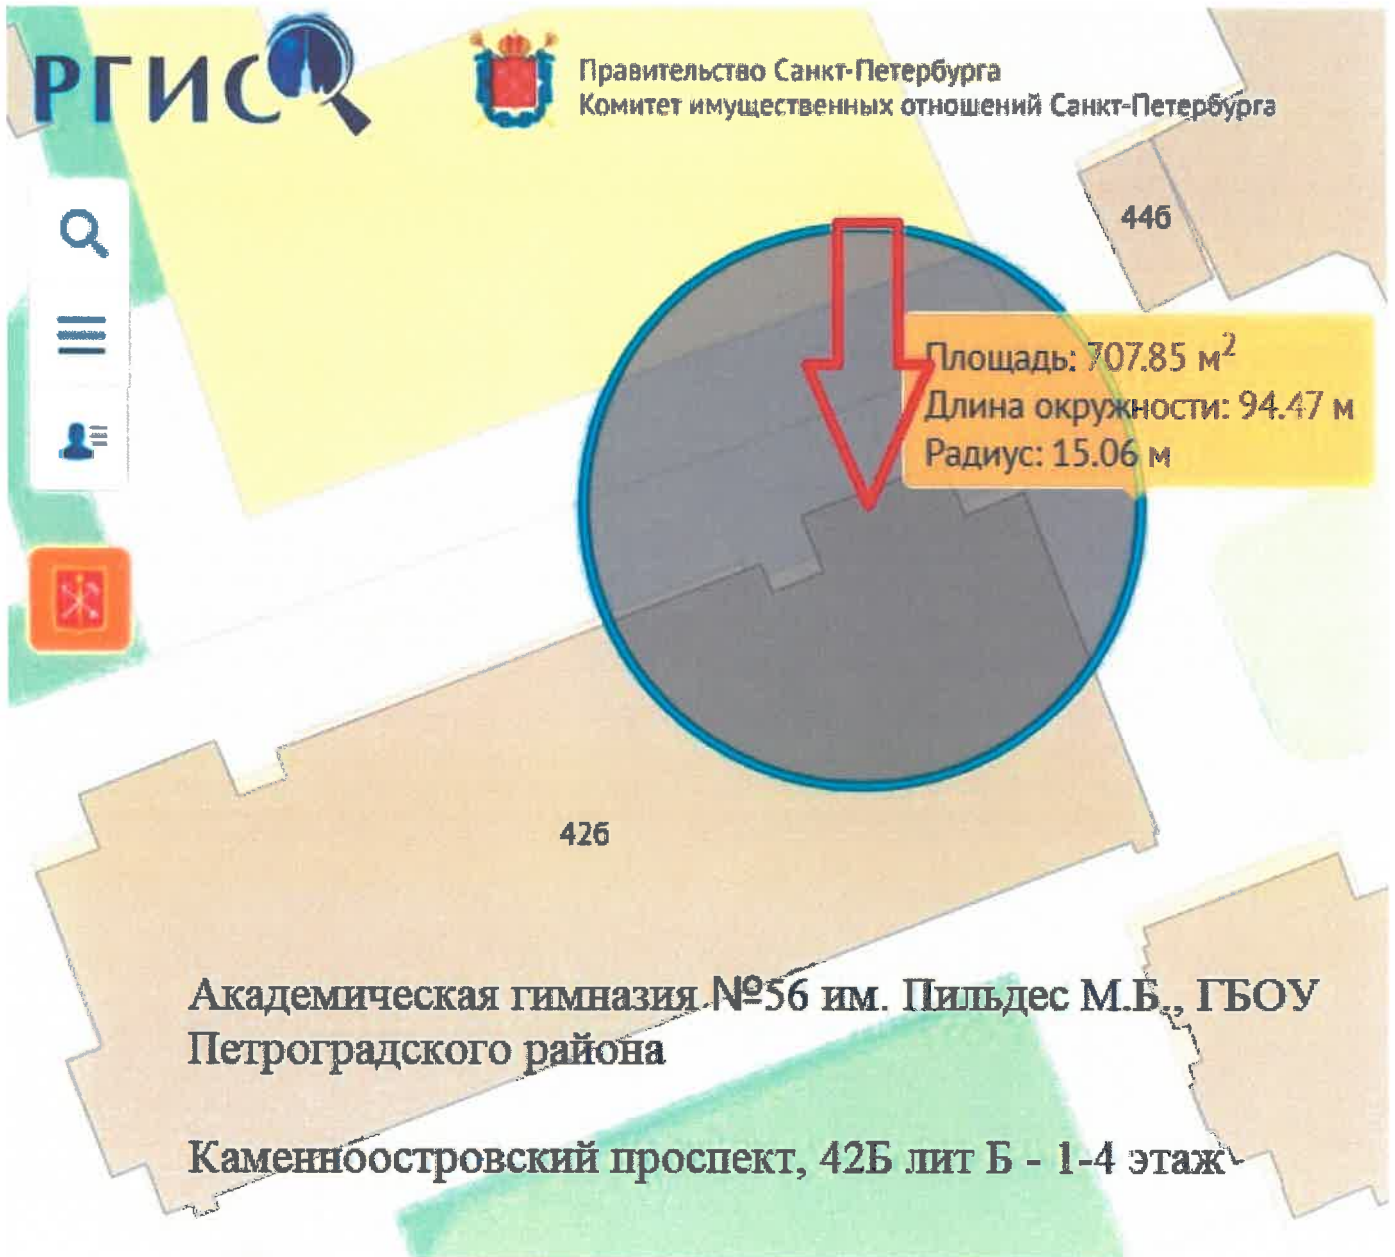 РГИС
Правительство Санкт-Петербурга
Комитет имущественных отношений Санкт-Петербурга
44б
Площадь: 707.85 м²
Длина окружности: 94.47 м
Радиус: 15.06 м
42б
Академическая гимназия №56 им. Пильдес М.Б., ГБОУ
Петроградского района
Каменноостровский проспект, 42Б лит Б - 1-4 этаж